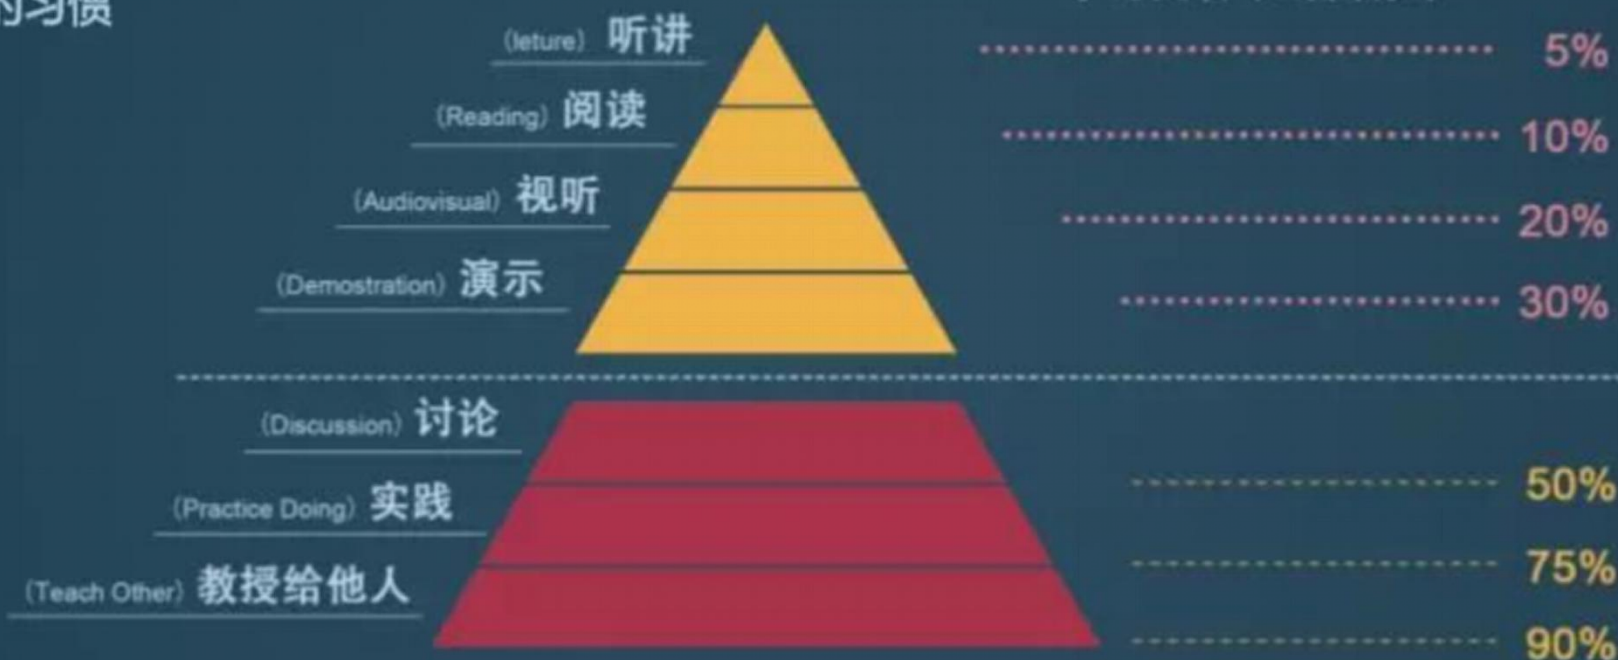 的习惯
(leture) 听讲
5%
(Reading) 阅读
10%
(Audiovisual) 视听
20%
(Demostration) 演示
30%
(Discussion) 讨论
50%
(Practice Doing) 实践
75%
(Teach Other) 教授给他人
90%